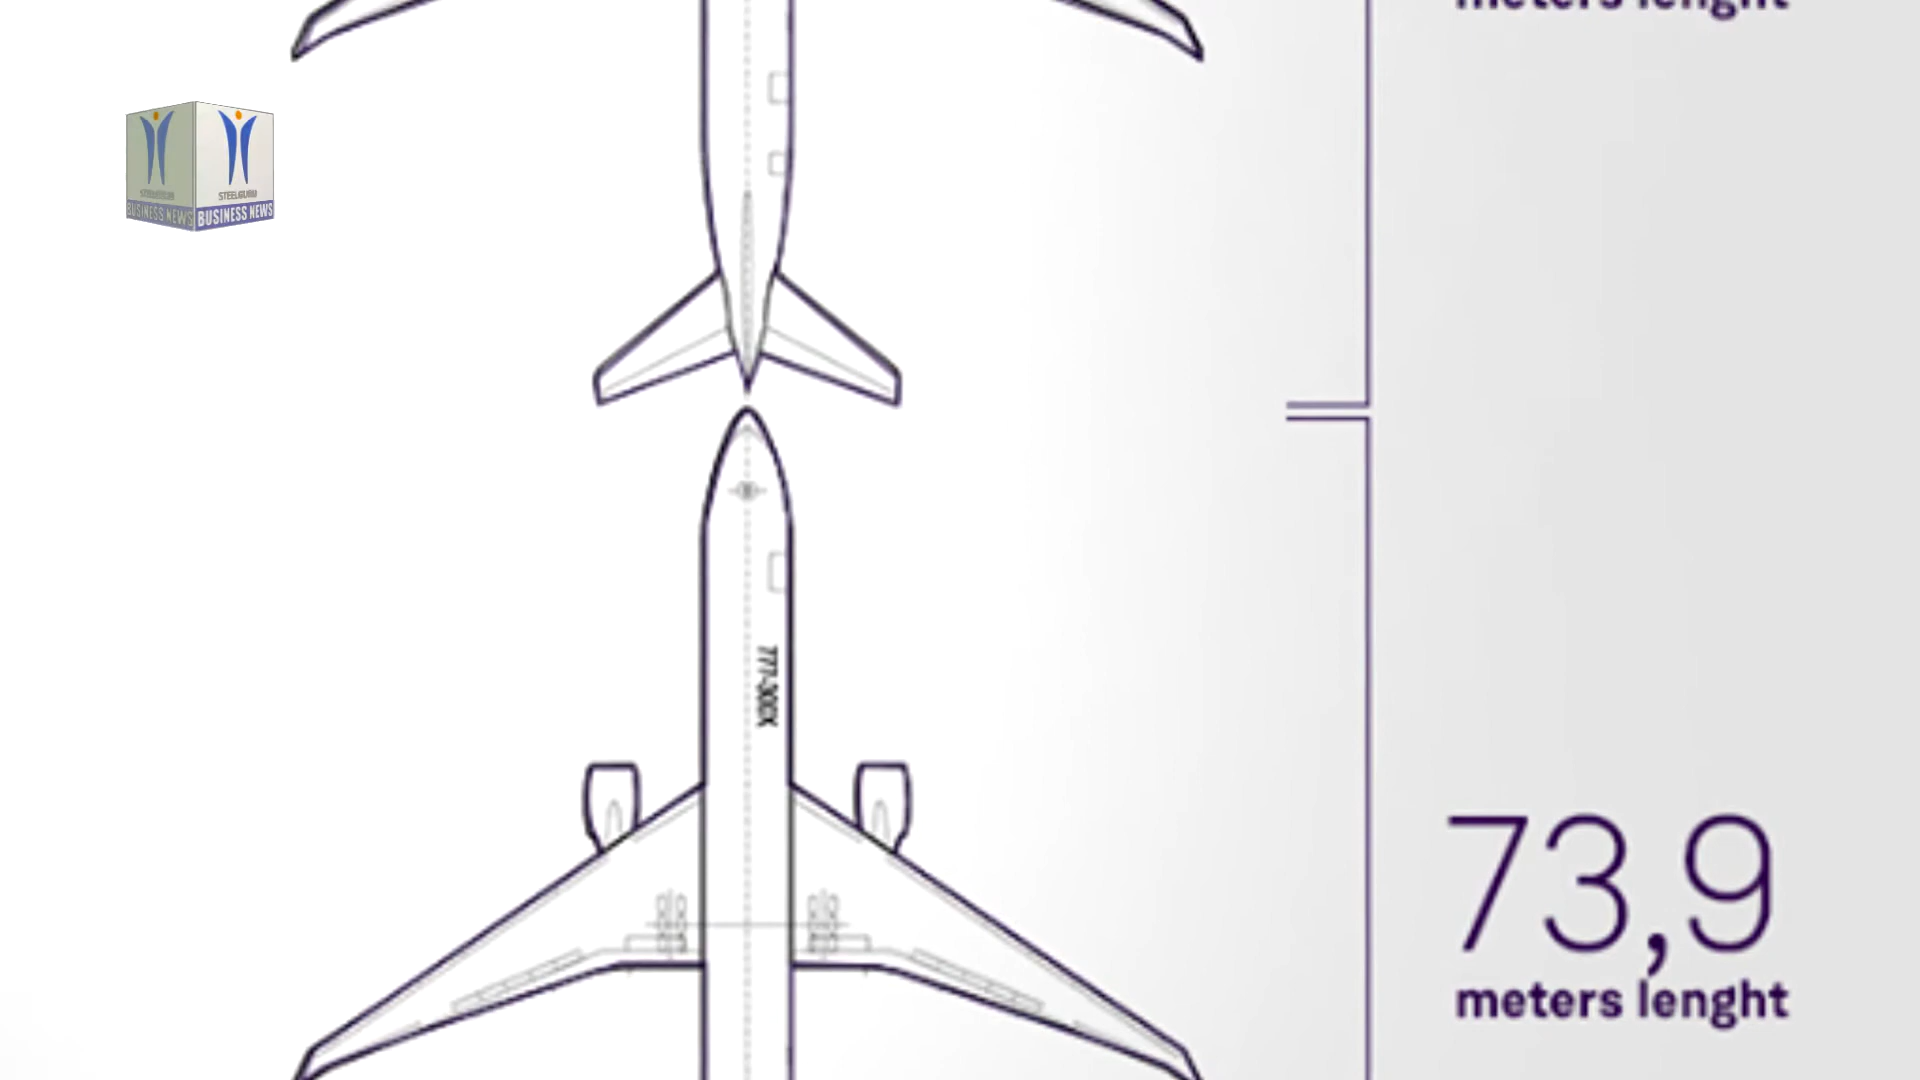 meters lenght
STEELGURU
BUSINESS NEWS
STEELGURU
BUSINESS NEWS
777-300X
73,9
meters lenght